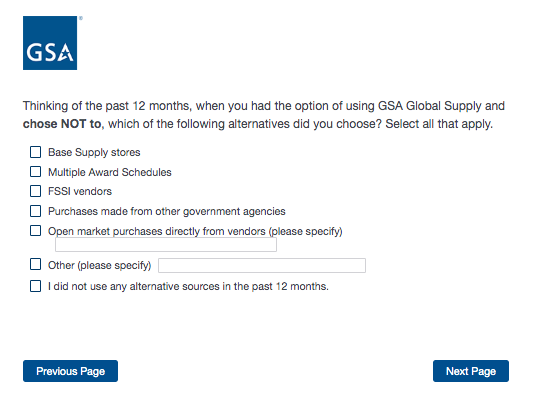 GSA
Thinking of the past 12 months, when you had the option of using GSA Global Supply and
chose NOT to, which of the following alternatives did you choose? Select all that apply.
Base Supply stores
Multiple Award Schedules
FSSI vendors
Purchases made from other government agencies
Open market purchases directly from vendors (please specify)
Other (please specify)
I did not use any alternative sources in the past 12 months.
Previous Page Next Page